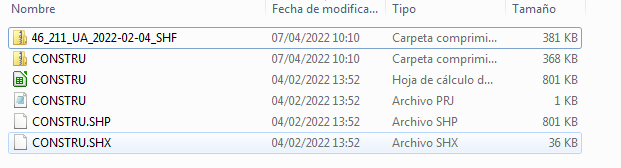 Nombre Fecha de modifica... Tipo Tamaño
46_211_UA_2022-02-04_SHF 07/04/2022 10:10 Carpeta comprimi... 381 KB
CONSTRU 07/04/2022 10:10 Carpeta comprimi... 368 KB
CONSTRU 04/02/2022 13:52 Hoja de cálculo d... 801 KB
CONSTRU 04/02/2022 13:52 Archivo PRJ 1 KB
CONSTRU.SHP 04/02/2022 13:52 Archivo SHP 801 KB
CONSTRU.SHX 04/02/2022 13:52 Archivo SHX 36 KB